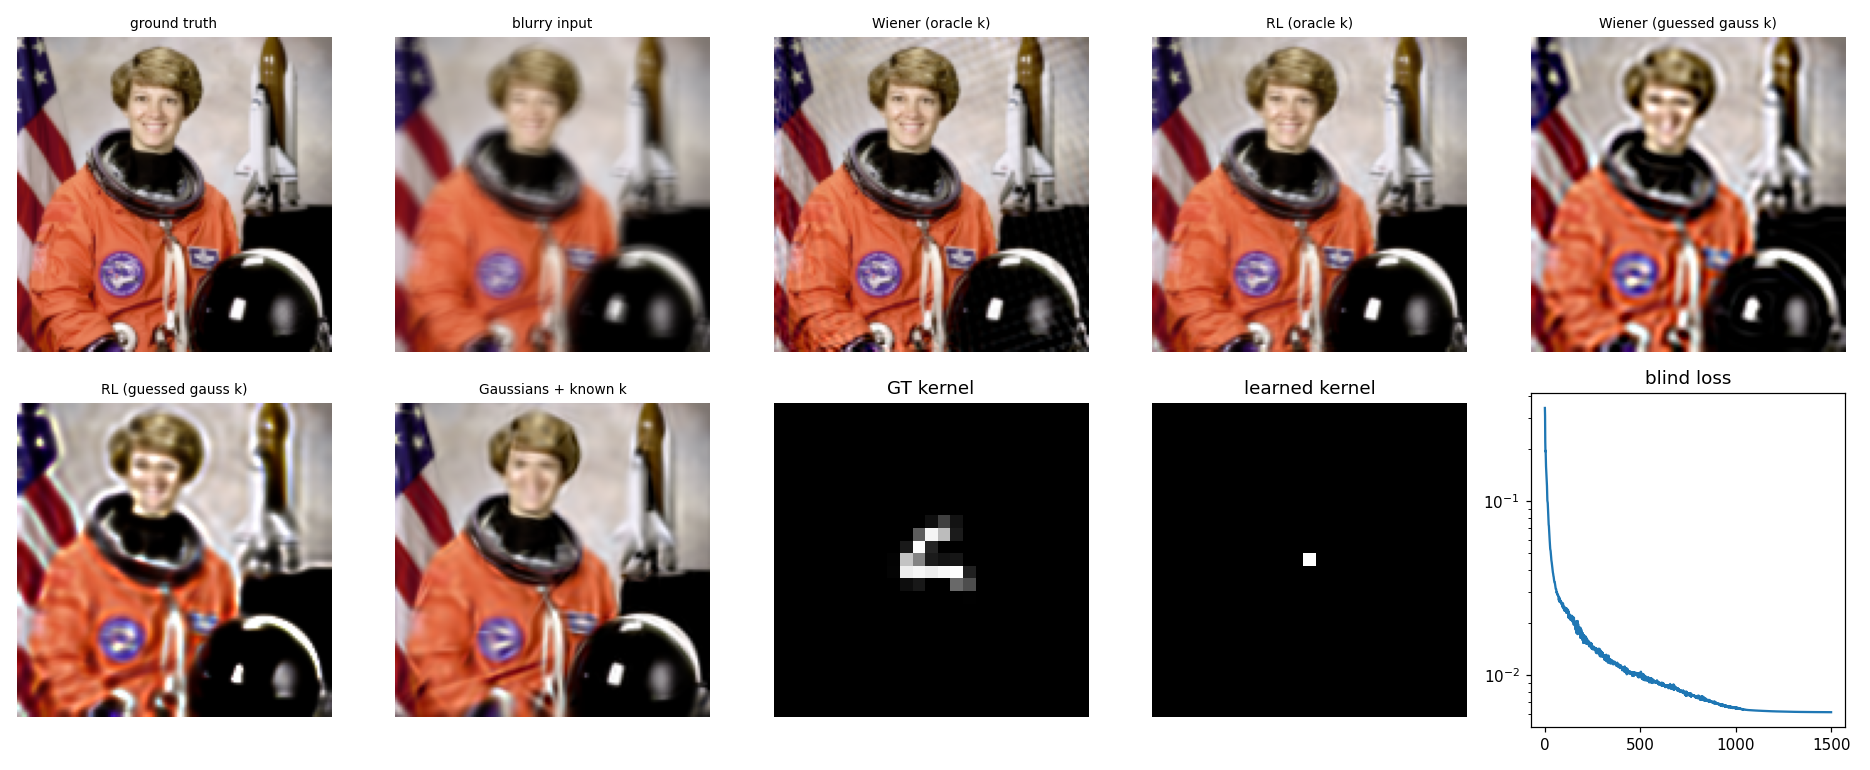 ground truth
blurry input
Wiener (oracle k)
RL (oracle k)
Wiener (guessed gauss k)
RL (guessed gauss k)
Gaussians + known k
GT kernel
learned kernel
blind loss
10⁻¹
10⁻²
0
500
1000
1500